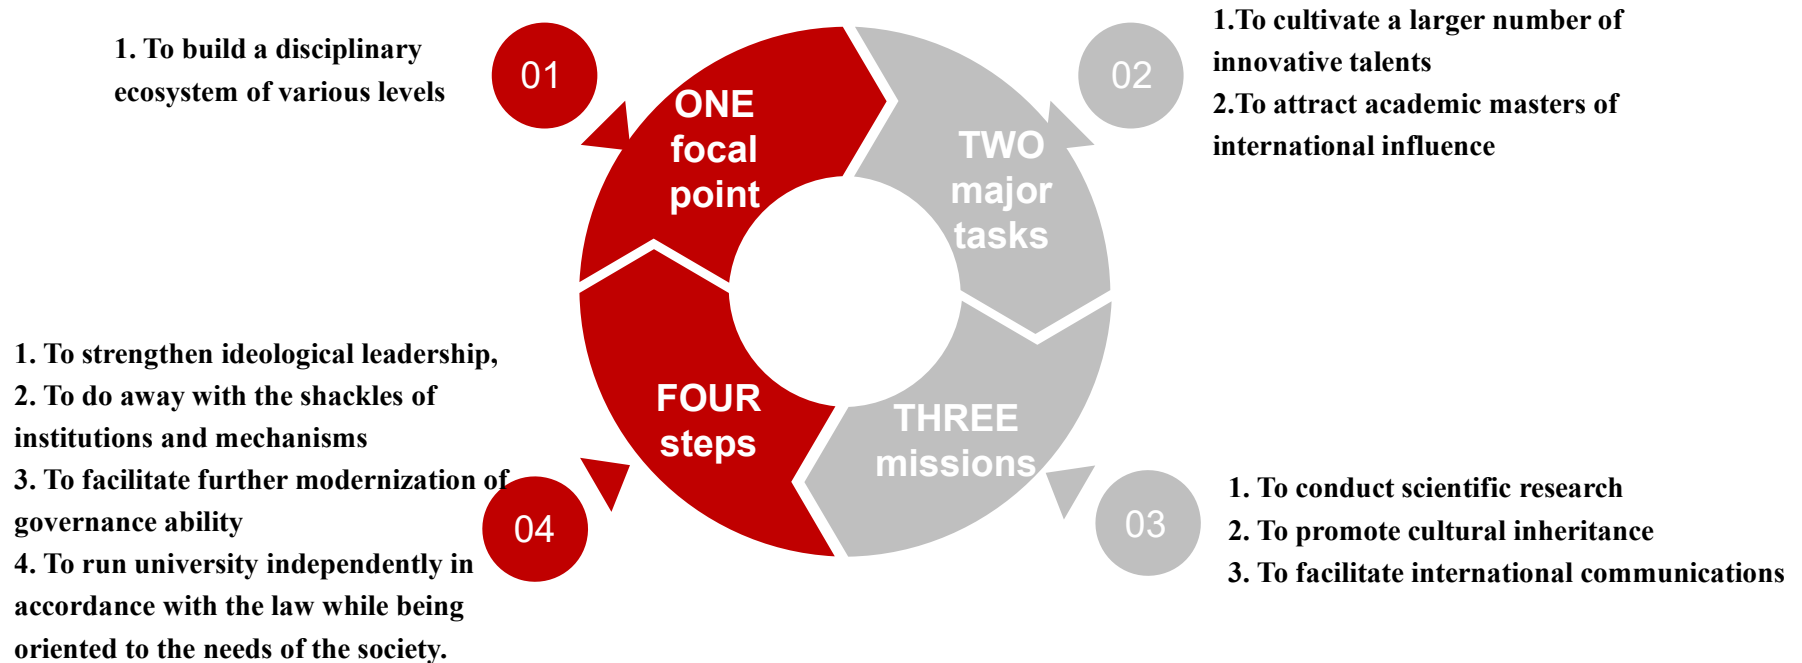 1. To build a disciplinary
ecosystem of various levels
01
ONE
focal
point
02
1.To cultivate a larger number of
innovative talents
2.To attract academic masters of
international influence
TWO
major
tasks
THREE
missions
03
1. To conduct scientific research
2. To promote cultural inheritance
3. To facilitate international communications
FOUR
steps
04
1. To strengthen ideological leadership,
2. To do away with the shackles of
institutions and mechanisms
3. To facilitate further modernization of
governance ability
4. To run university independently in
accordance with the law while being
oriented to the needs of the society.